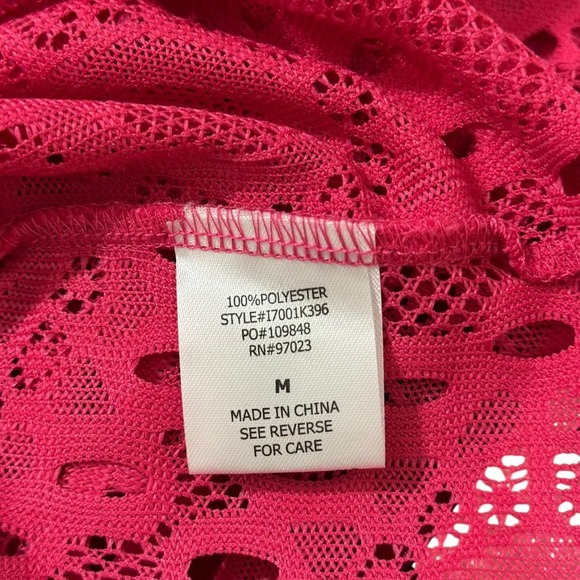 100%POLYESTER
STYLE#I7001K396
PO#109848
RN#97023
M
MADE IN CHINA
SEE REVERSE
FOR CARE